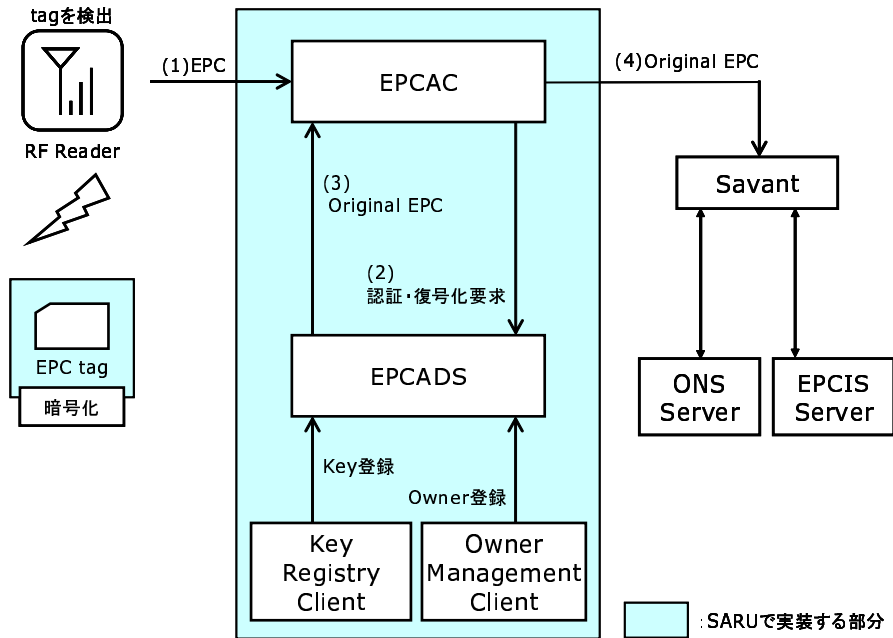 tagを検出
RF Reader
(1)EPC
EPCAC
(4)Original EPC
Savant
(3)
Original EPC
(2)
認証・復号化要求
EPC tag
暗号化
EPCADS
ONS
Server
EPCIS
Server
Key登録
Owner登録
Key
Registry
Client
Owner
Management
Client
:SARUで実装する部分